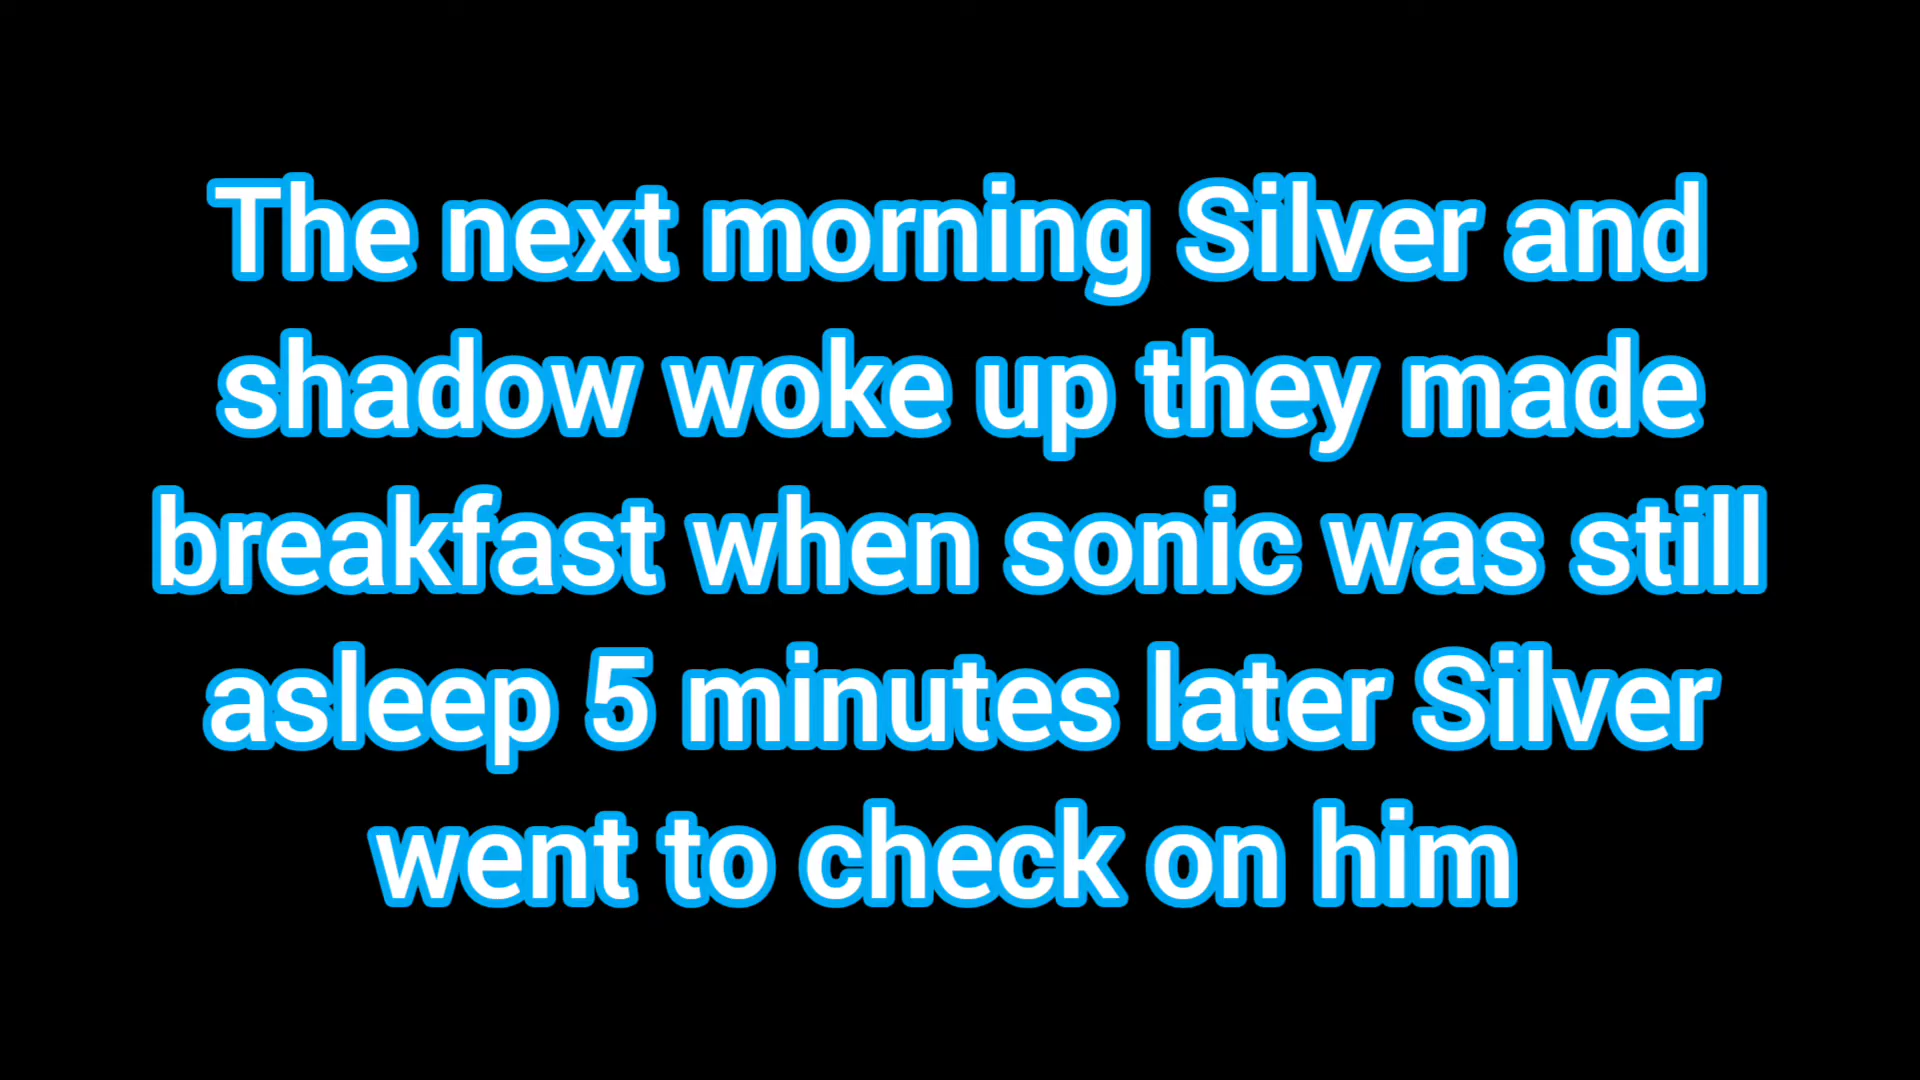 The next morning Silver and
shadow woke up they made
breakfast when sonic was still
asleep 5 minutes later Silver
went to check on him